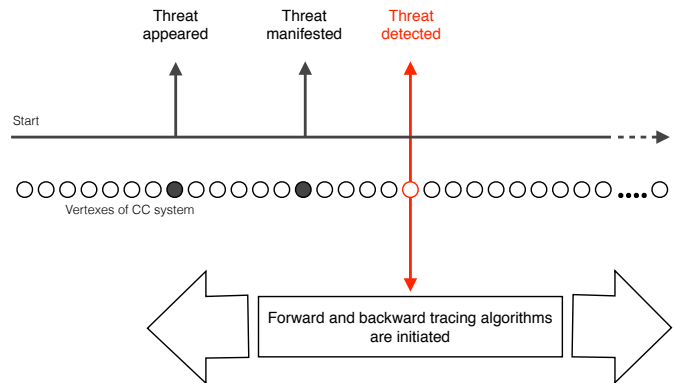 Threat
appeared
Threat
manifested
Threat
detected
Start
Vertexes of CC system
Forward and backward tracing algorithms
are initiated